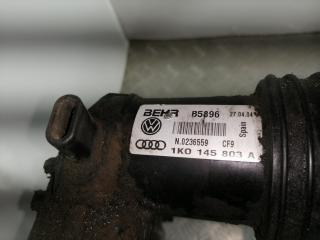 BEHR B5896 27.04.04
Spain
N.0236559 CF9
1K0 145 803 A